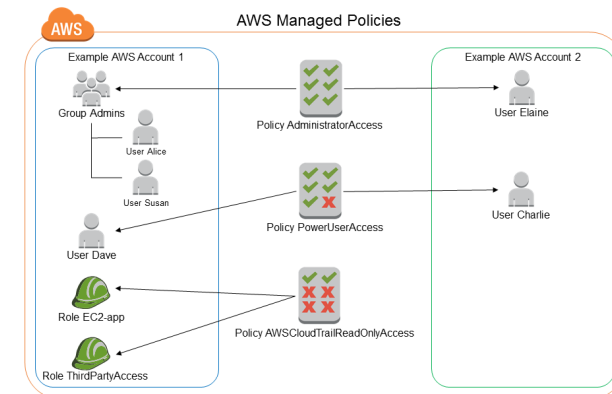 AWS
AWS Managed Policies
Example AWS Account 1
Example AWS Account 2
Group Admins
Policy AdministratorAccess
User Elaine
User Alice
User Susan
Policy PowerUserAccess
User Charlie
User Dave
Role EC2-app
Policy AWSCloudTrailReadOnlyAccess
Role ThirdPartyAccess